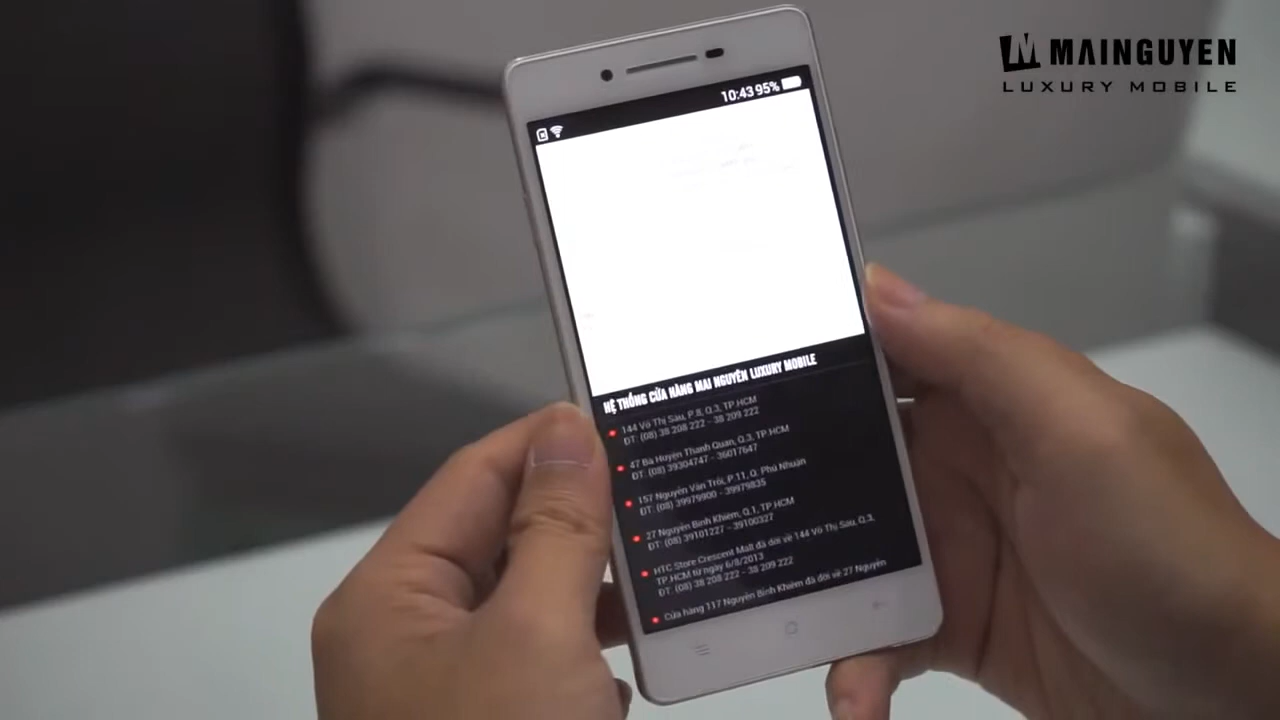 MAINGUYEN
LUXURY MOBILE
10:43 95%
HỆ THỐNG CỬA HÀNG MAI NGUYÊN LUXURY MOBILE
144 Võ Thị Sáu, P.8, Q.3, TP.HCM
ĐT: (08) 38 208 222 - 38 209 222
47 Bà Huyện Thanh Quan, Q.3, TP.HCM
ĐT: (08) 39304747 - 36017647
157 Nguyễn Văn Trỗi, P.11, Q. Phú Nhuận
ĐT: (08) 39979900 - 39979835
27 Nguyễn Bỉnh Khiêm, Q.1, TP HCM
ĐT: (08) 39101227 - 39100327
HTC Store Crescent Mall đã dời về 144 Võ Thị Sáu, Q.3,
TP.HCM từ ngày 6/8/2013
ĐT: (08) 38 208 222 - 38 209 222
Cửa hàng 117 Nguyễn Bỉnh Khiêm đã dời về 27 Nguyễn